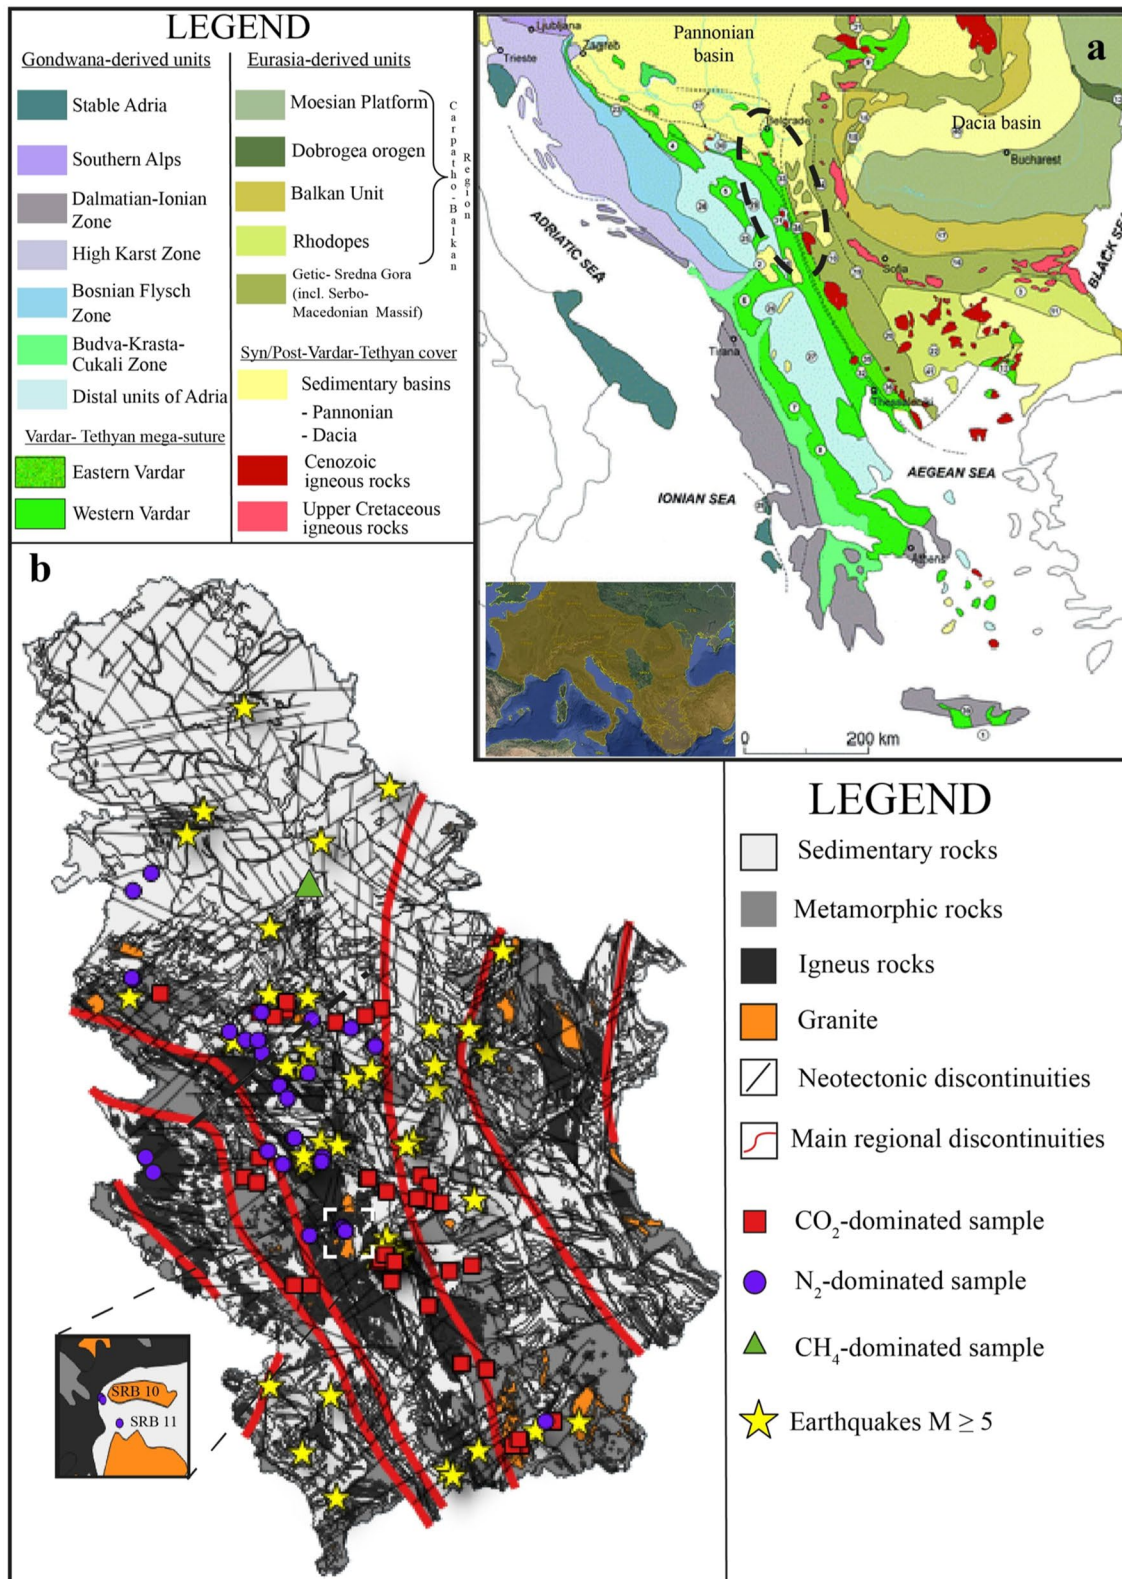 LEGEND
Gondwana-derived units
Stable Adria
Southern Alps
Dalmatian-Ionian
Zone
High Karst Zone
Bosnian Flysch
Zone
Budva-Krasta-
Cukali Zone
Distal units of Adria
Vardar- Tethyan mega-suture
Eastern Vardar
Western Vardar
Eurasia-derived units
Moesian Platform
Dobrogea orogen
Balkan Unit
Rhodopes
Carpatho-Balkan
Region
Getic- Sredna Gora
(incl. Serbo-
Macedonian Massif)
Syn/Post-Vardar-Tethyan cover
Sedimentary basins
- Pannonian
- Dacia
Cenozoic
igneous rocks
Upper Cretaceous
igneous rocks
a
Pannonian
basin
Ljubljana
Zagreb
Trieste
Belgrade
Dacia basin
Bucharest
ADRIATIC SEA
BLACK SEA
Sofia
Tirana
Thessaloniki
AEGEAN SEA
IONIAN SEA
Athens
0
200 km
b
SRB 10
SRB 11
LEGEND
Sedimentary rocks
Metamorphic rocks
Igneus rocks
Granite
Neotectonic discontinuities
Main regional discontinuities
CO2-dominated sample
N2-dominated sample
CH4-dominated sample
Earthquakes M ≥ 5